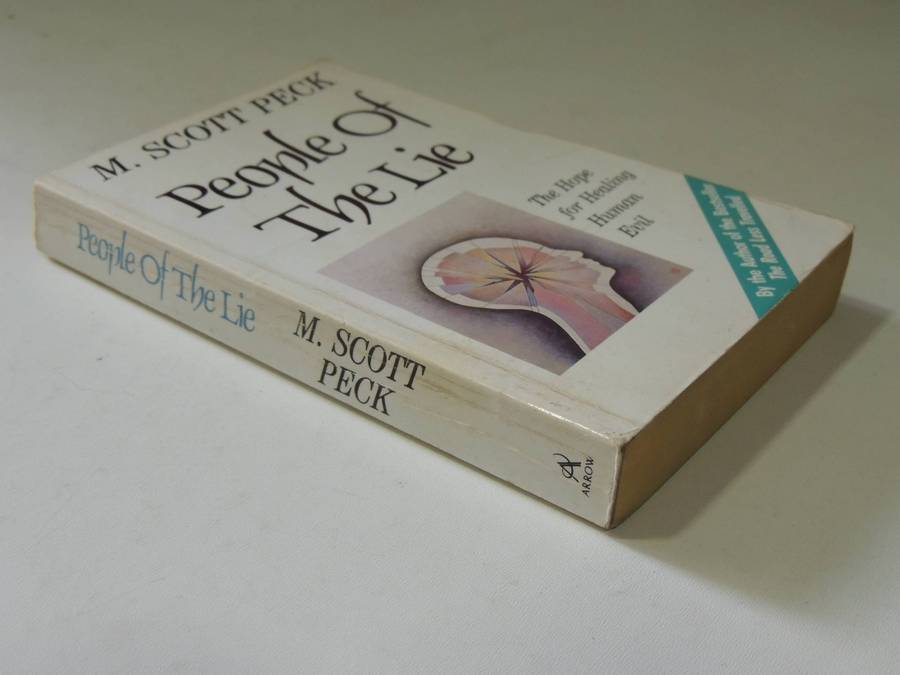 M. SCOTT PECK
People Of
The Lie
The Hope
for Healing
Human
Evil
By the Author of the Bestseller
The Road Less Travelled
People Of The Lie
M. SCOTT
PECK
ARROW